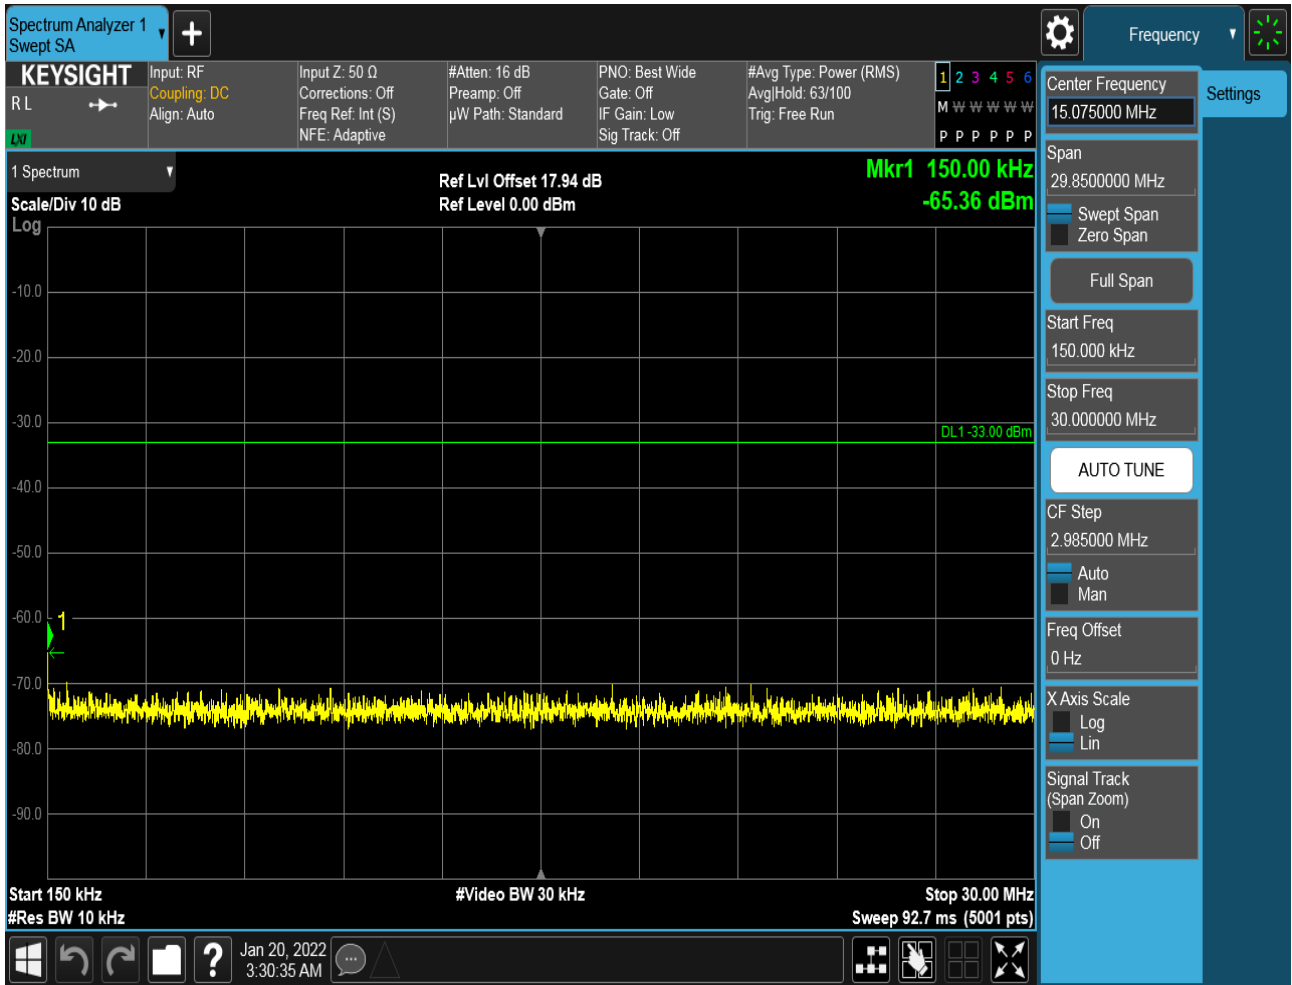 Spectrum Analyzer 1
Swept SA
Frequency
KEYSIGHT
R L
LXI
Input: RF
Coupling: DC
Align: Auto
Input Z: 50 Ω
Corrections: Off
Freq Ref: Int (S)
NFE: Adaptive
#Atten: 16 dB
Preamp: Off
µW Path: Standard
PNO: Best Wide
Gate: Off
IF Gain: Low
Sig Track: Off
#Avg Type: Power (RMS)
Avg|Hold: 63/100
Trig: Free Run
1 2 3 4 5 6
M W W W W W
P P P P P P
1 Spectrum
Scale/Div 10 dB
Log
Ref Lvl Offset 17.94 dB
Ref Level 0.00 dBm
Mkr1 150.00 kHz
-65.36 dBm
-10.0
-20.0
-30.0
DL1 -33.00 dBm
-40.0
-50.0
-60.0
1
-70.0
-80.0
-90.0
Start 150 kHz
#Video BW 30 kHz
Stop 30.00 MHz
#Res BW 10 kHz
Sweep 92.7 ms (5001 pts)
?
Jan 20, 2022
3:30:35 AM
Center Frequency
15.075000 MHz
Settings
Span
29.8500000 MHz
Swept Span
Zero Span
Full Span
Start Freq
150.000 kHz
Stop Freq
30.000000 MHz
AUTO TUNE
CF Step
2.985000 MHz
Auto
Man
Freq Offset
0 Hz
X Axis Scale
Log
Lin
Signal Track
(Span Zoom)
On
Off